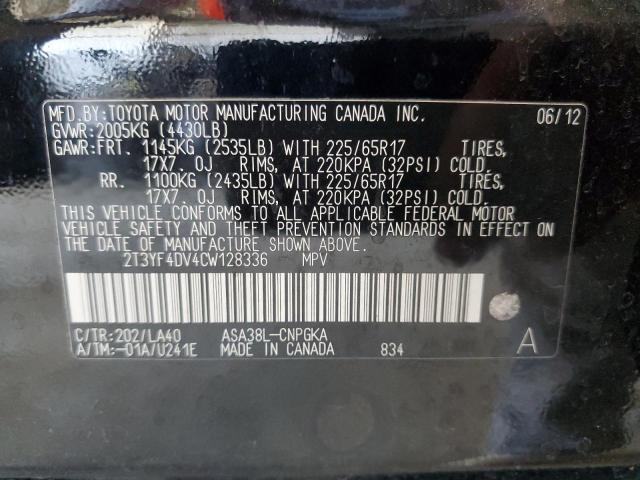 MFD.BY:TOYOTA MOTOR MANUFACTURING CANADA INC. 06/12
GVWR:2005KG (4430LB)
GAWR:FRT. 1145KG (2535LB) WITH 225/65R17 TIRES,
17X7.0J RIMS, AT 220KPA (32PSI) COLD.
RR. 1100KG (2435LB) WITH 225/65R17 TIRES,
17X7.0J RIMS, AT 220KPA (32PSI) COLD.
THIS VEHICLE CONFORMS TO ALL APPLICABLE FEDERAL MOTOR
VEHICLE SAFETY AND THEFT PREVENTION STANDARDS IN EFFECT ON
THE DATE OF MANUFACTURE SHOWN ABOVE.
2T3YF4DV4CW128336 MPV
C/TR:202/LA40 ASA38L-CNPGKA
A/TM:-01A/U241E MADE IN CANADA 834 A